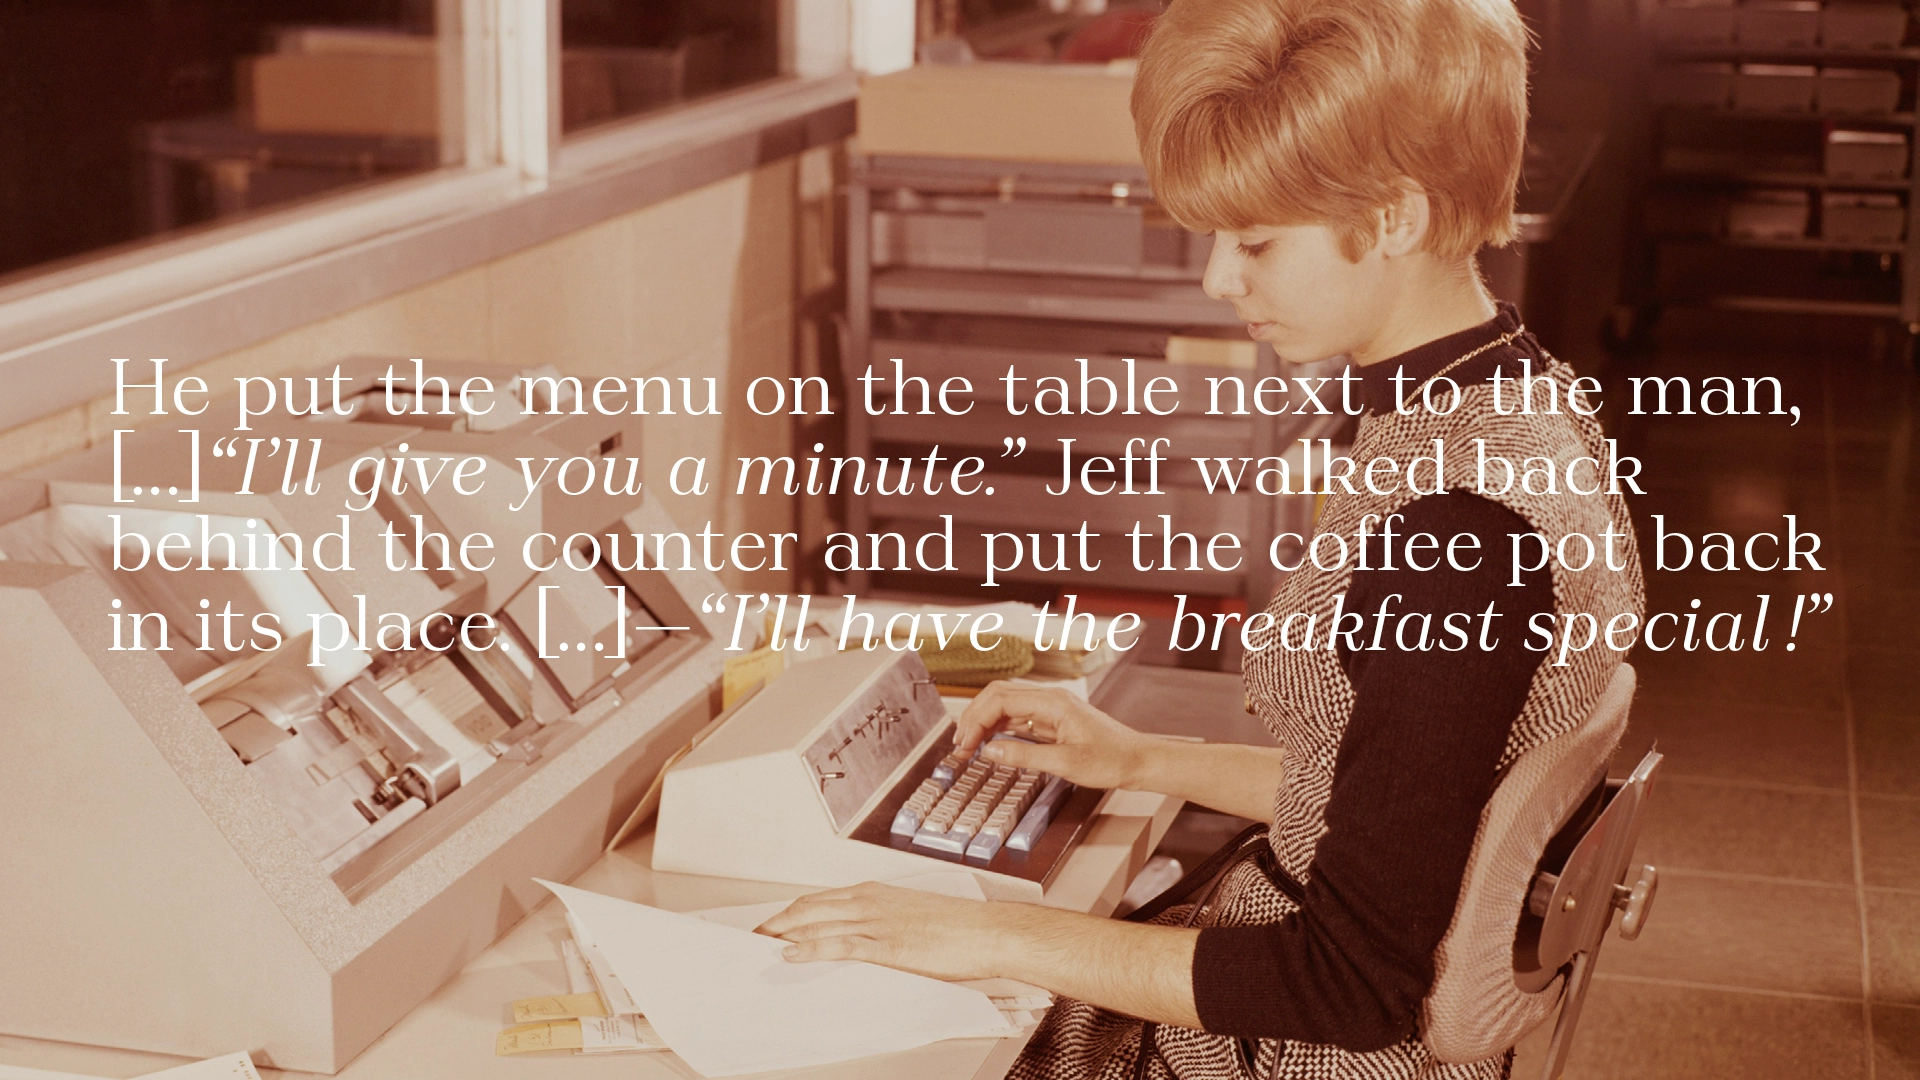 He put the menu on the table next to the man,
[...] “I’ll give you a minute.” Jeff walked back
behind the counter and put the coffee pot back
in its place. [...]—“I’ll have the breakfast special!”